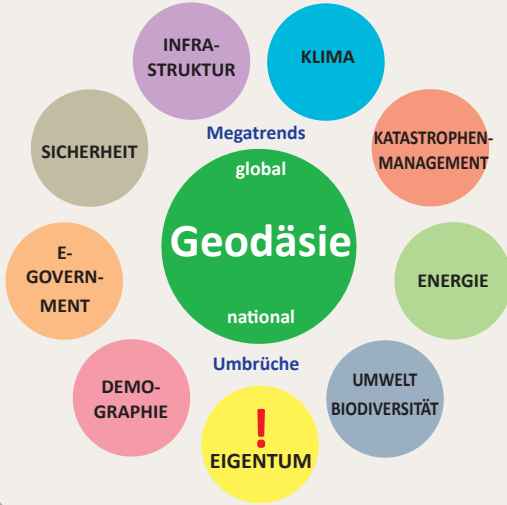 INFRA-
STRUKTUR
KLIMA
KATASTROPHEN-
MANAGEMENT
ENERGIE
UMWELT
BIODIVERSITÄT
!
EIGENTUM
DEMO-
GRAPHIE
E-
GOVERN-
MENT
SICHERHEIT
Megatrends
global
Geodäsie
national
Umbrüche